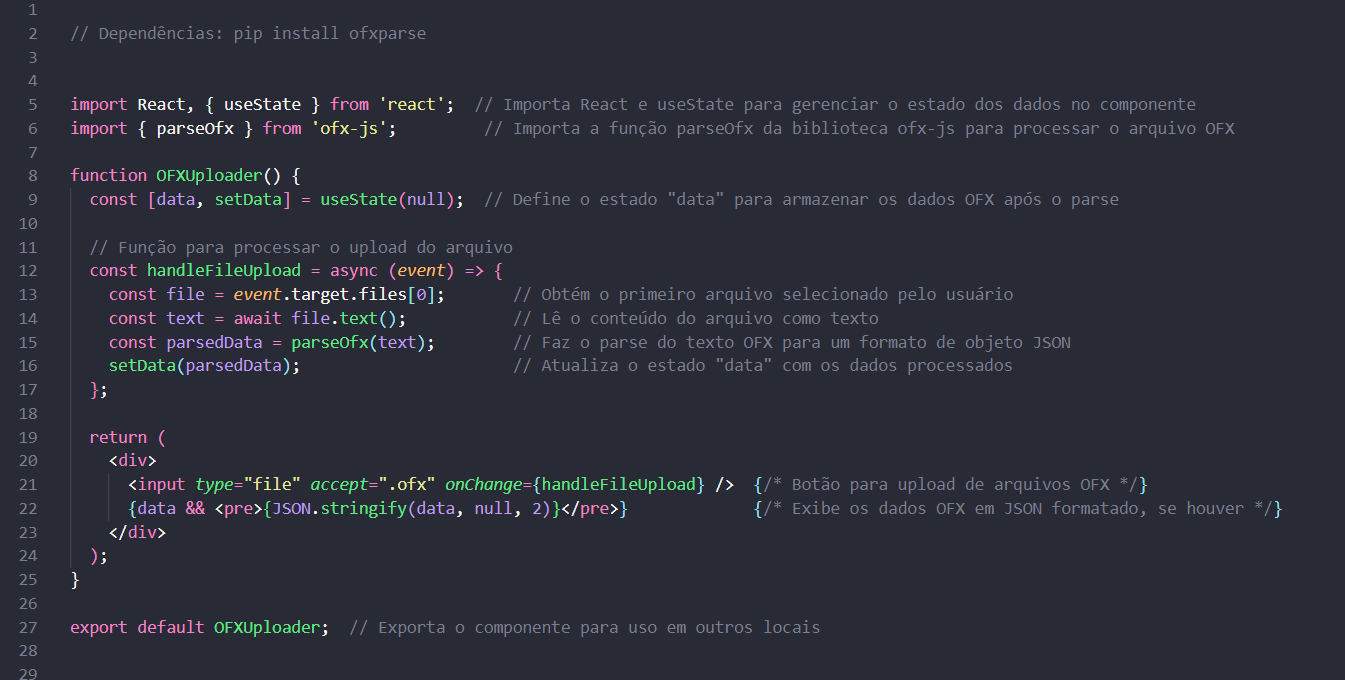 1
2 // Dependências: pip install ofxparse
3
4
5 import React, { useState } from 'react';  // Importa React e useState para gerenciar o estado dos dados no componente
6 import { parseOfx } from 'ofx-js';         // Importa a função parseOfx da biblioteca ofx-js para processar o arquivo OFX
7
8 function OFXUploader() {
9   const [data, setData] = useState(null);  // Define o estado "data" para armazenar os dados OFX após o parse
10
11   // Função para processar o upload do arquivo
12   const handleFileUpload = async (event) => {
13     const file = event.target.files[0];       // Obtém o primeiro arquivo selecionado pelo usuário
14     const text = await file.text();           // Lê o conteúdo do arquivo como texto
15     const parsedData = parseOfx(text);        // Faz o parse do texto OFX para um formato de objeto JSON
16     setData(parsedData);                      // Atualiza o estado "data" com os dados processados
17   };
18
19   return (
20     <div>
21       <input type="file" accept=".ofx" onChange={handleFileUpload} />  {/* Botão para upload de arquivos OFX */}
22       {data && <pre>{JSON.stringify(data, null, 2)}</pre>}             {/* Exibe os dados OFX em JSON formatado, se houver */}
23     </div>
24   );
25 }
26
27 export default OFXUploader;  // Exporta o componente para uso em outros locais
28
29